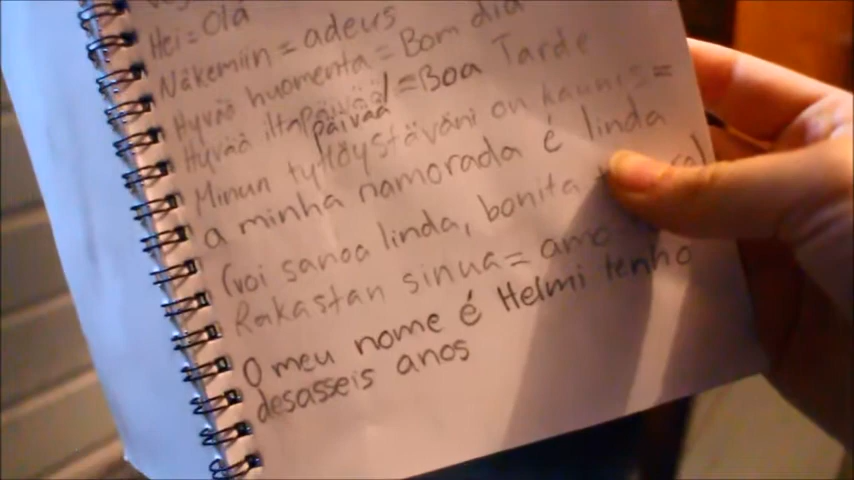 Hei = Olá
Näkemiin = adeus
Hyvää huomenta = Bom dia
Hyvää iltapäivää! = Boa Tarde
päivää
Minun tyttöystäväni on kaunis =
a minha namorada é linda
(voi sanoa linda, bonita
Rakastan sinua = amo
O meu nome é Helmi tenho
desasseis anos